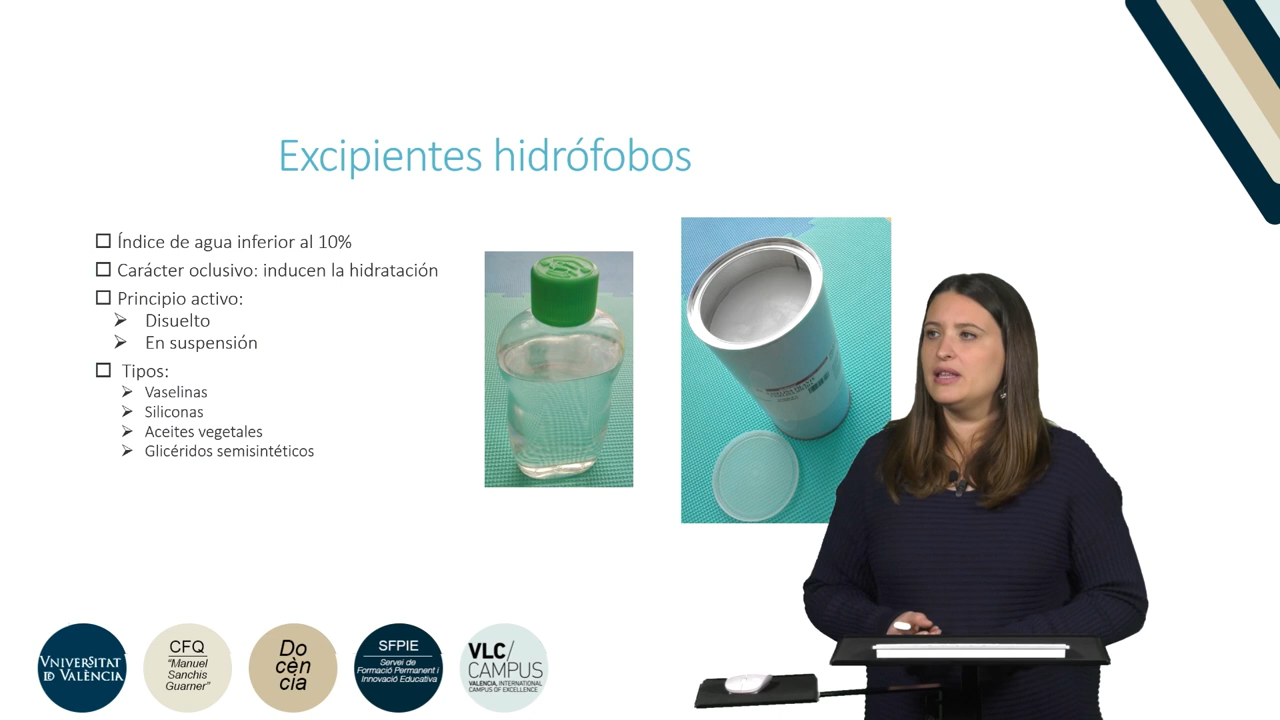 Excipientes hidrófobos
Índice de agua inferior al 10%
Carácter oclusivo: inducen la hidratación
Principio activo:
Disuelto
En suspensión
Tipos:
Vaselinas
Siliconas
Aceites vegetales
Glicéridos semisintéticos
VNIVERSITAT
ID VALÈNCIA
CFQ
"Manuel
Sanchis
Guarner"
Do
cèn
cia
SFPIE
Servei de
Formació Permanent i
Innovació Educativa
VLC/
CAMPUS
VALENCIA, INTERNATIONAL
CAMPUS OF EXCELLENCE